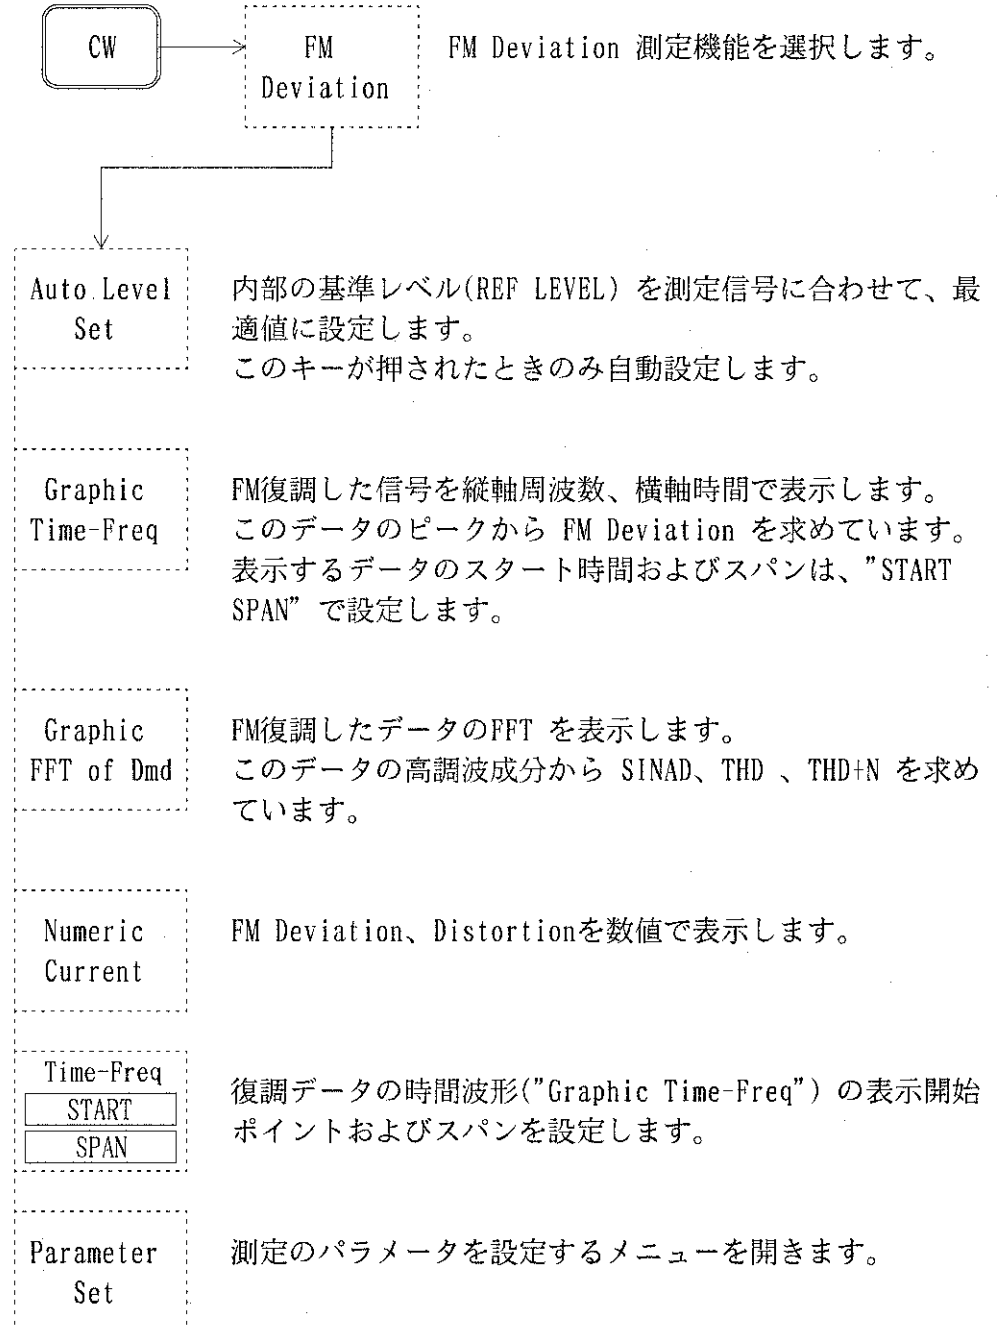 CW
FM
Deviation
FM Deviation 測定機能を選択します。
Auto Level
Set
内部の基準レベル(REF LEVEL) を測定信号に合わせて、最
適値に設定します。
このキーが押されたときのみ自動設定します。
Graphic
Time-Freq
FM復調した信号を縦軸周波数、横軸時間で表示します。
このデータのピークから FM Deviation を求めています。
表示するデータのスタート時間およびスパンは、"START
SPAN" で設定します。
Graphic
FFT of Dmd
FM復調したデータのFFT を表示します。
このデータの高調波成分から SINAD、THD 、THD+N を求め
ています。
Numeric
Current
FM Deviation、Distortionを数値で表示します。
Time-Freq
START
SPAN
復調データの時間波形("Graphic Time-Freq") の表示開始
ポイントおよびスパンを設定します。
Parameter
Set
測定のパラメータを設定するメニューを開きます。